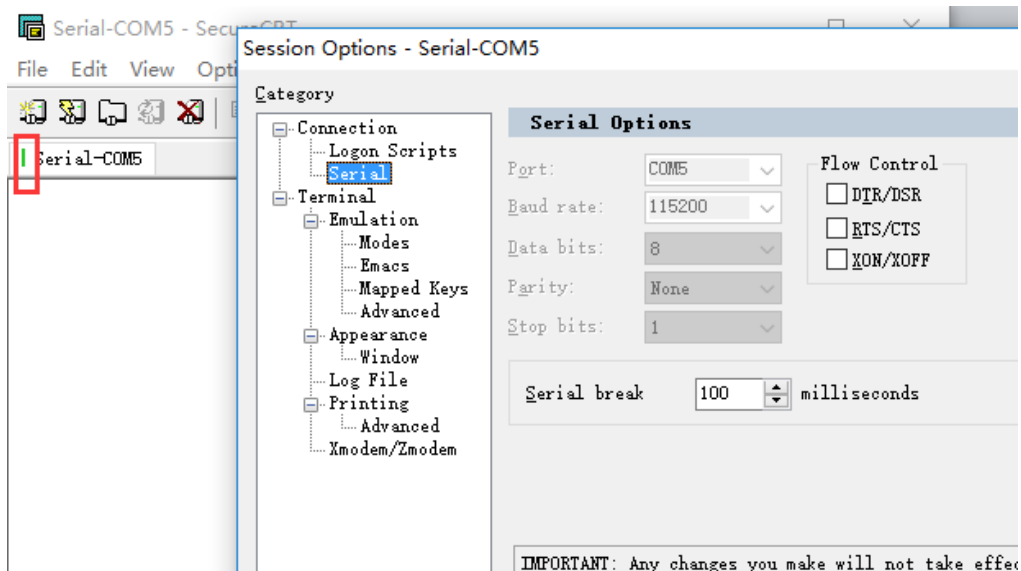 Serial-COM5 - SecureCRT
File Edit View Opti
Serial-COM5
Session Options - Serial-COM5
Category
Connection
Logon Scripts
Serial
Terminal
Emulation
Modes
Emacs
Mapped Keys
Advanced
Appearance
Window
Log File
Printing
Advanced
Xmodem/Zmodem
Serial Options
Port: COM5
Baud rate: 115200
Data bits: 8
Parity: None
Stop bits: 1
Flow Control
DTR/DSR
RTS/CTS
XON/XOFF
Serial break 100 milliseconds
IMPORTANT: Any changes you make will not take effec